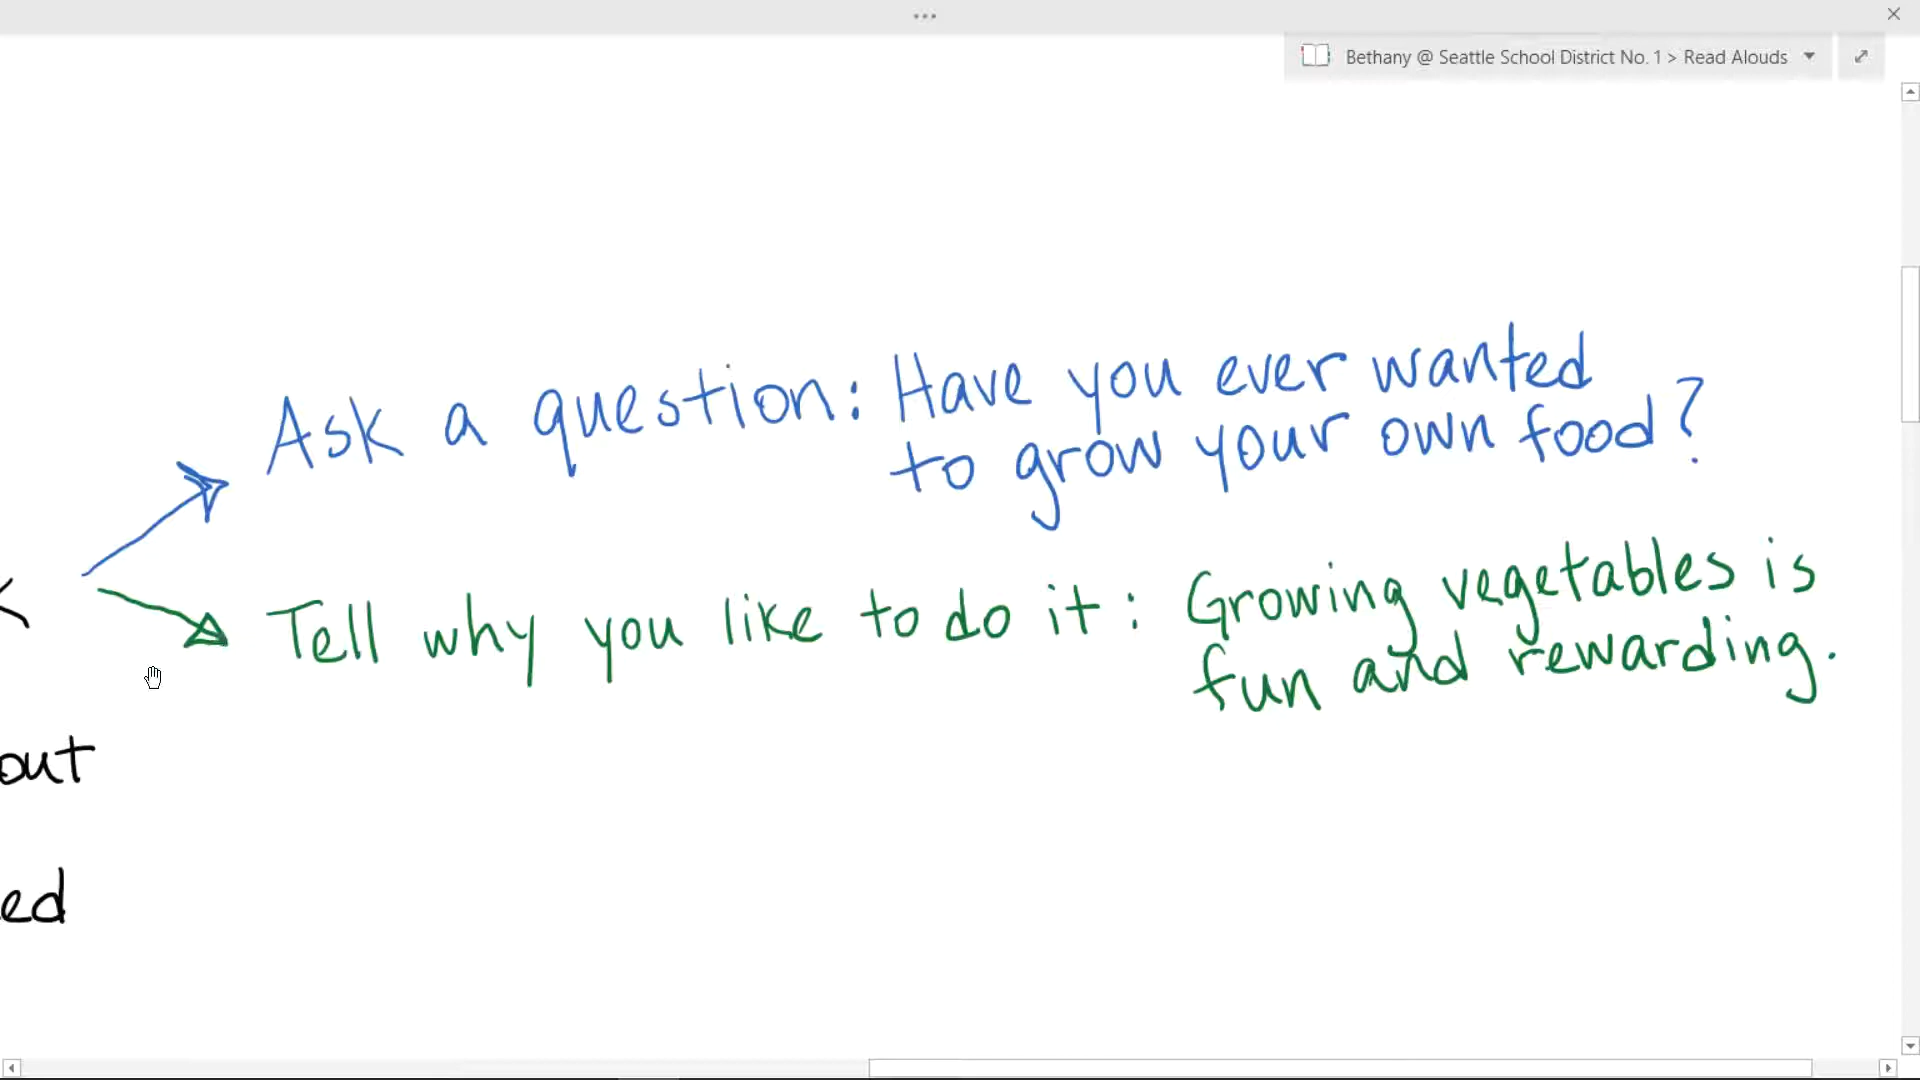 Bethany @ Seattle School District No. 1 > Read Alouds
Ask a question: Have you ever wanted
to grow your own food?
Tell why you like to do it: Growing vegetables is
fun and rewarding.
out
ed